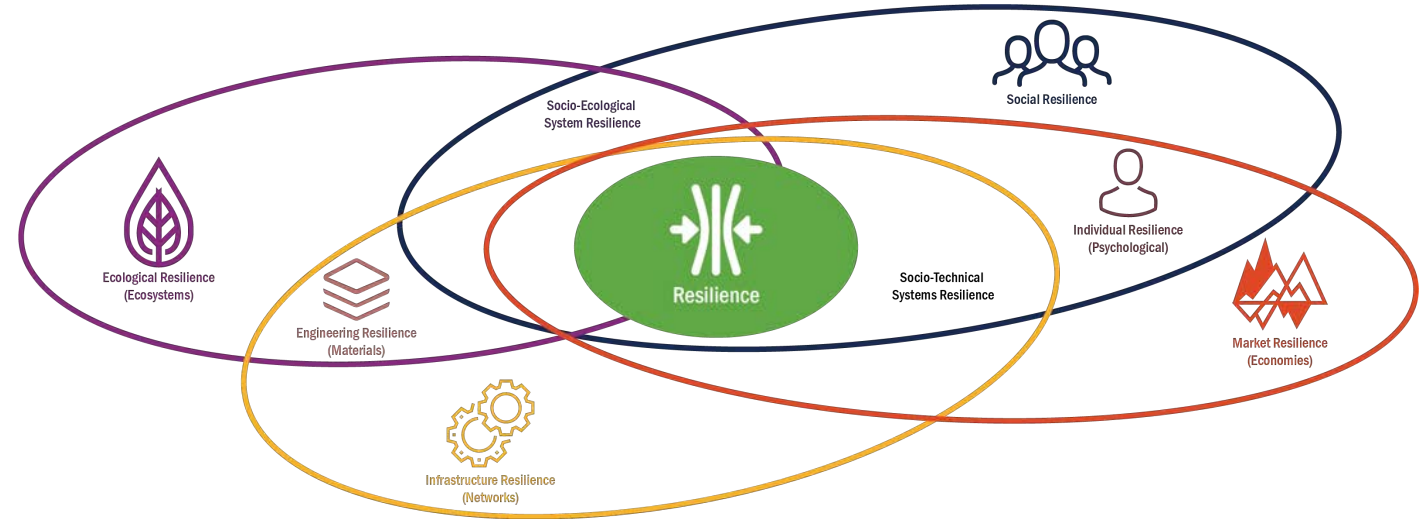 Social Resilience
Socio-Ecological
System Resilience
Individual Resilience
(Psychological)
Ecological Resilience
(Ecosystems)
Socio-Technical
Systems Resilience
Resilience
Engineering Resilience
(Materials)
Market Resilience
(Economies)
Infrastructure Resilience
(Networks)